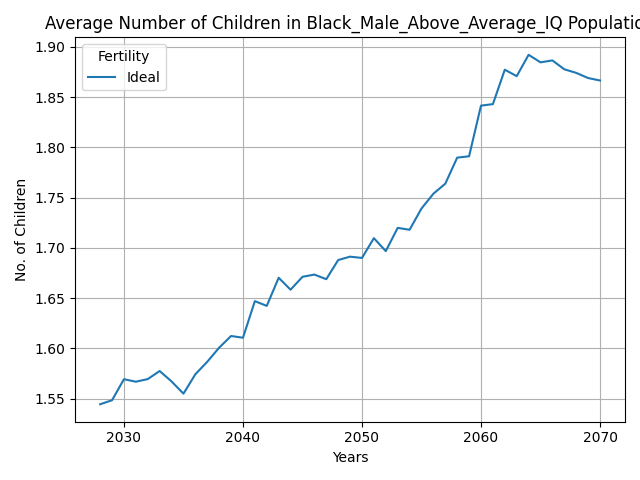 Average Number of Children in Black_Male_Above_Average_IQ Populatio
Fertility
Ideal
No. of Children
1.90
1.85
1.80
1.75
1.70
1.65
1.60
1.55
2030 2040 2050 2060 2070
Years